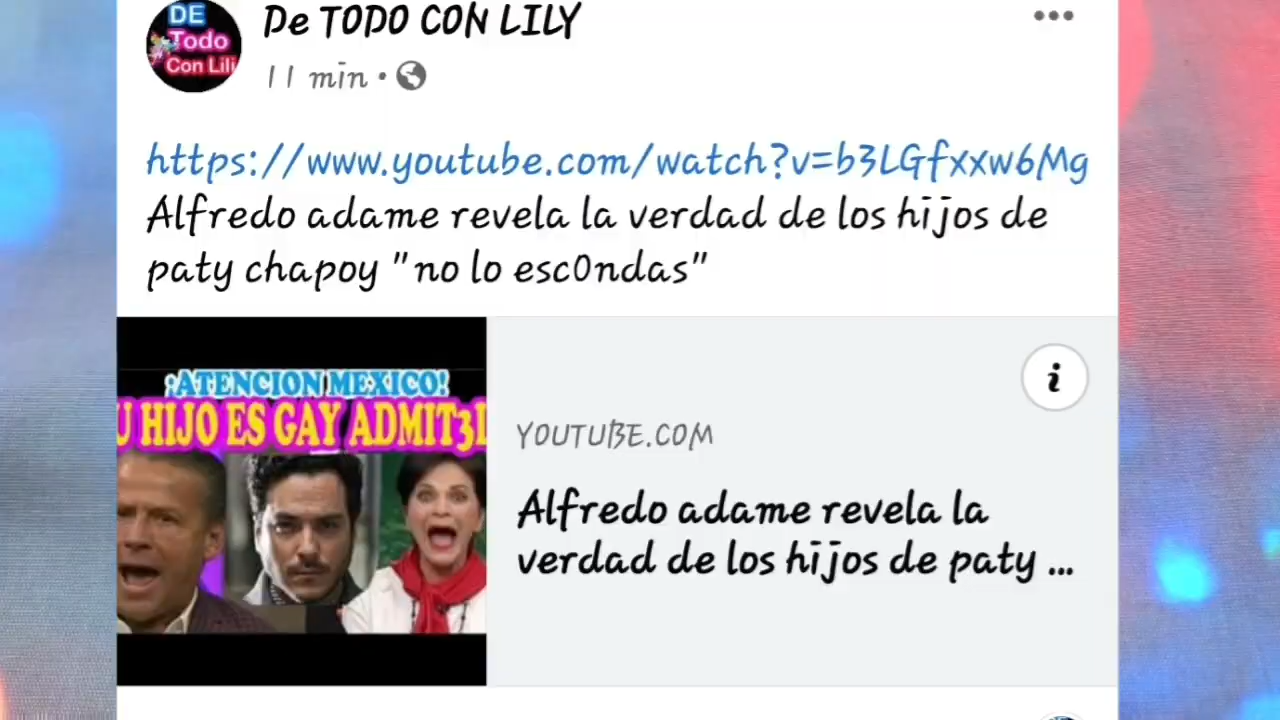 DE
Todo
Con Lili
De TODO CON LILY
11 min •
https://www.youtube.com/watch?v=b3LGfxxw6Mg
Alfredo adame revela la verdad de los hijos de
paty chapoy "no lo esc0ndas"
¡ATENCION MEXICO!
U HIJO ES GAY ADMIT3L
i
YOUTUBE.COM
Alfredo adame revela la
verdad de los hijos de paty ...